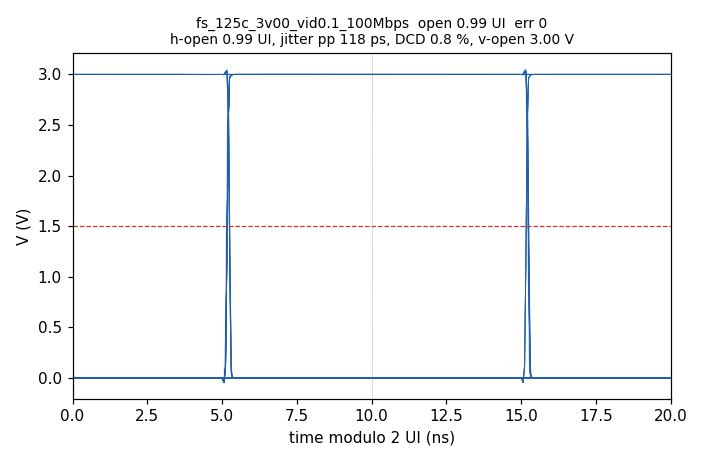 fs_125c_3v00_vid0.1_100Mbps  open 0.99 UI  err 0
h-open 0.99 UI, jitter pp 118 ps, DCD 0.8 %, v-open 3.00 V
3.0
2.5
2.0
1.5
1.0
0.5
0.0
V (V)
0.0 2.5 5.0 7.5 10.0 12.5 15.0 17.5 20.0
time modulo 2 UI (ns)